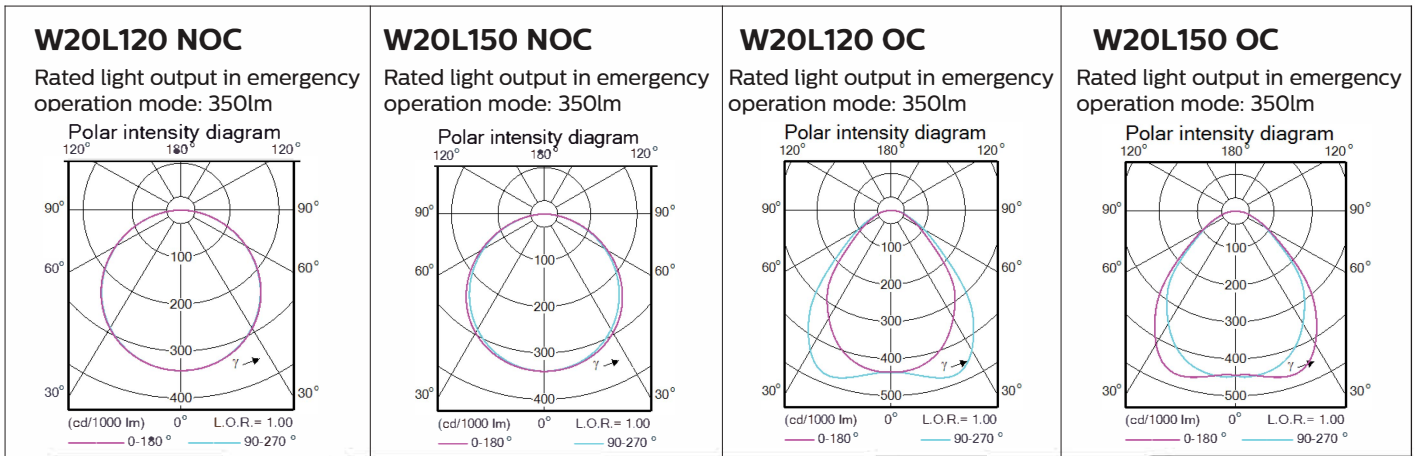 W20L120 NOC
Rated light output in emergency
operation mode: 350lm
Polar intensity diagram
120° 180° 120°
90° 90°
100
60° 60°
200
300
γ
30° 30°
400
(cd/1000 lm) 0° L.O.R.= 1.00
0-180° 90-270°
W20L150 NOC
Rated light output in emergency
operation mode: 350lm
Polar intensity diagram
120° 180° 120°
90° 90°
100
60° 60°
200
300
γ
30° 30°
400
(cd/1000 lm) 0° L.O.R.= 1.00
0-180° 90-270°
W20L120 OC
Rated light output in emergency
operation mode: 350lm
Polar intensity diagram
120° 180° 120°
90° 90°
100
60° 60°
200
300
400
γ
30° 30°
500
(cd/1000 lm) 0° L.O.R.= 1.00
0-180° 90-270°
W20L150 OC
Rated light output in emergency
operation mode: 350lm
Polar intensity diagram
120° 180° 120°
90° 90°
100
60° 60°
200
300
400
γ
30° 30°
500
(cd/1000 lm) 0° L.O.R.= 1.00
0-180° 90-270°